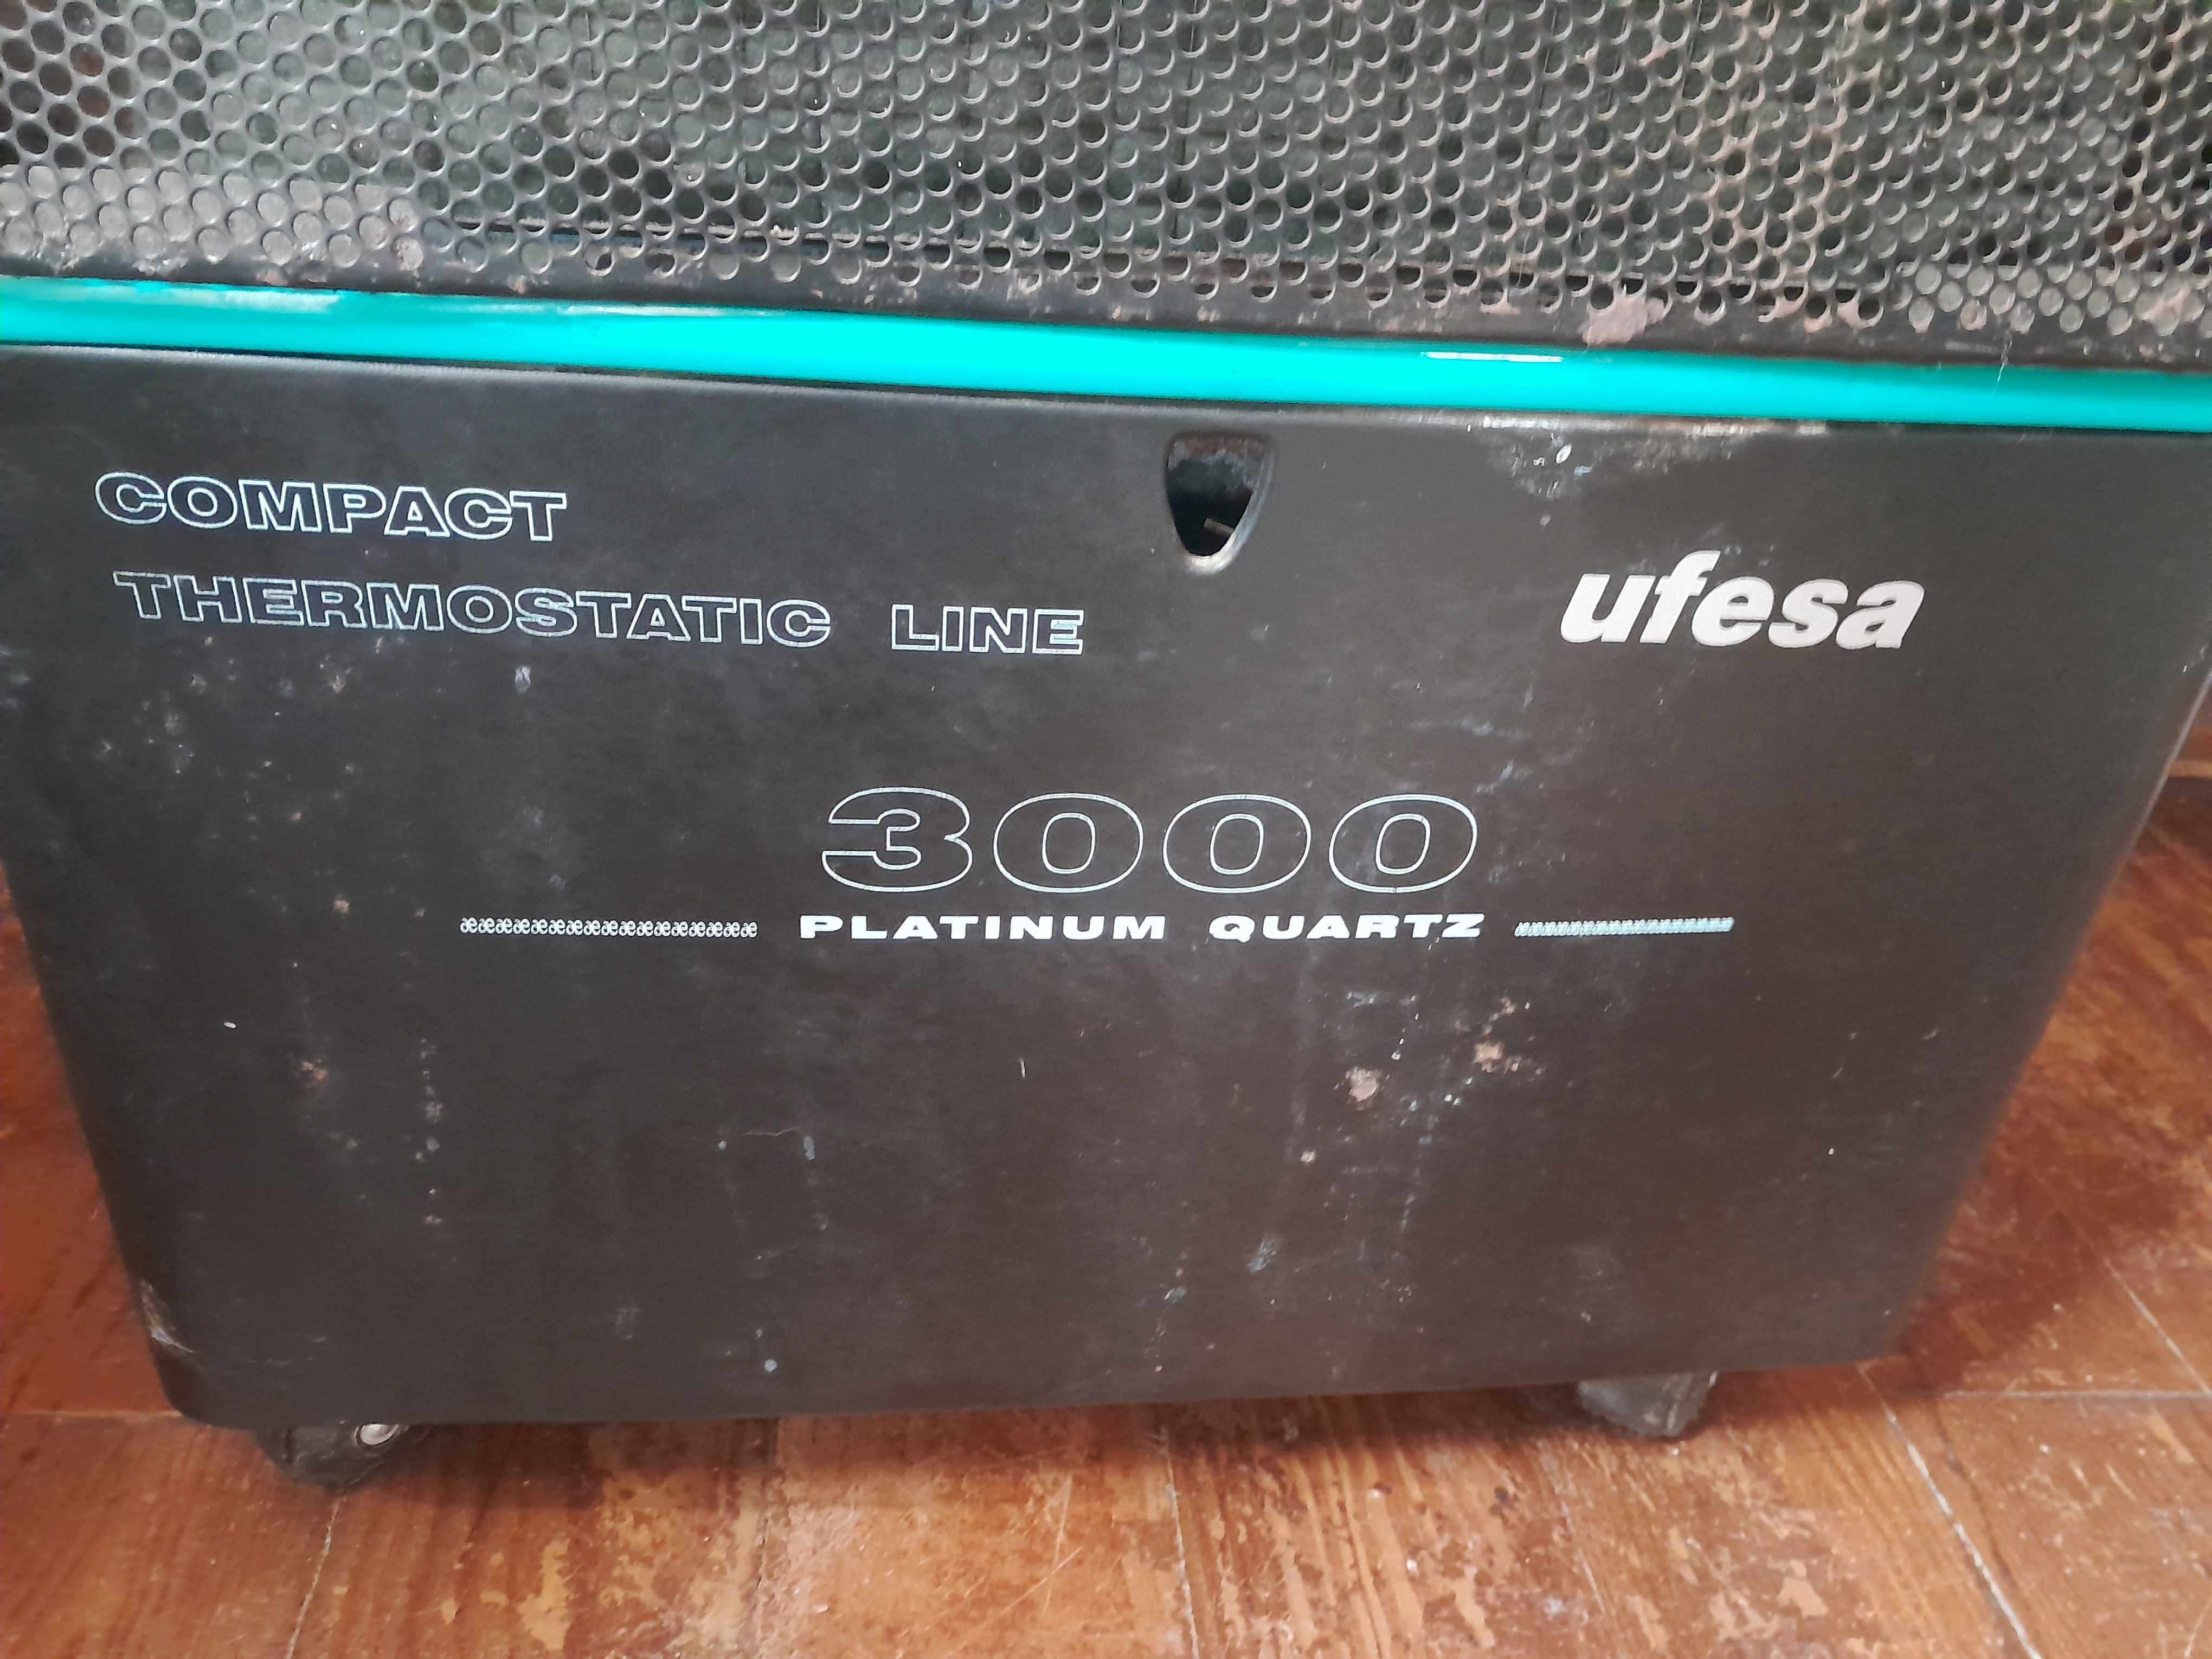 COMPACT
THERMOSTATIC LINE
ufesa
3000
PLATINUM QUARTZ